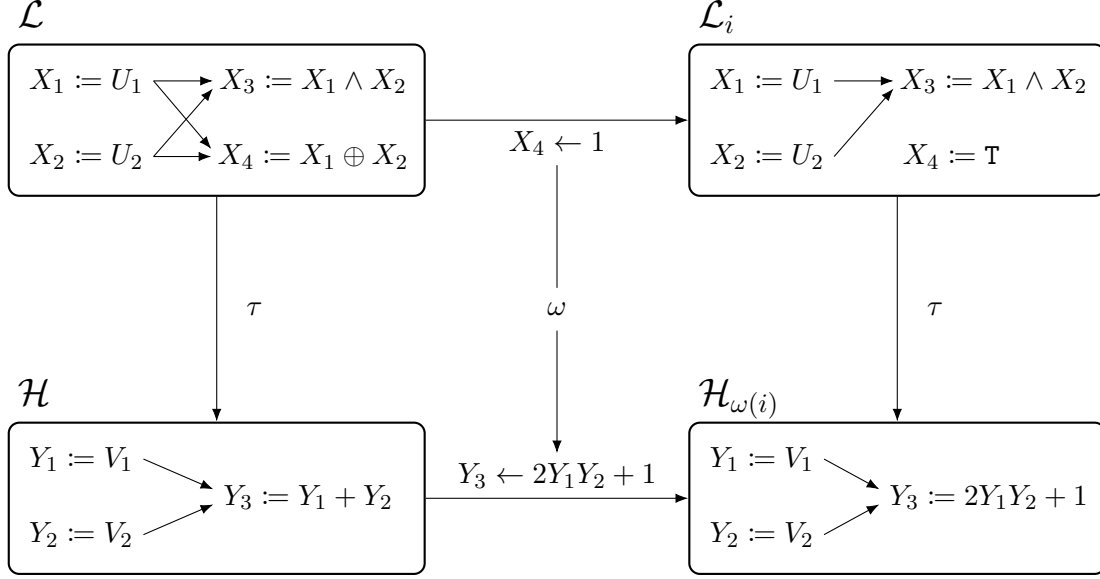 ℒ
ℒᵢ
X₁ := U₁
X₃ := X₁ ∧ X₂
X₂ := U₂
X₄ := X₁ ⊕ X₂
X₄ ← 1
X₁ := U₁
X₃ := X₁ ∧ X₂
X₂ := U₂
X₄ := T
τ
ω
τ
ℋ
ℋ_{ω(i)}
Y₁ := V₁
Y₃ := Y₁ + Y₂
Y₂ := V₂
Y₃ ← 2Y₁Y₂ + 1
Y₁ := V₁
Y₃ := 2Y₁Y₂ + 1
Y₂ := V₂